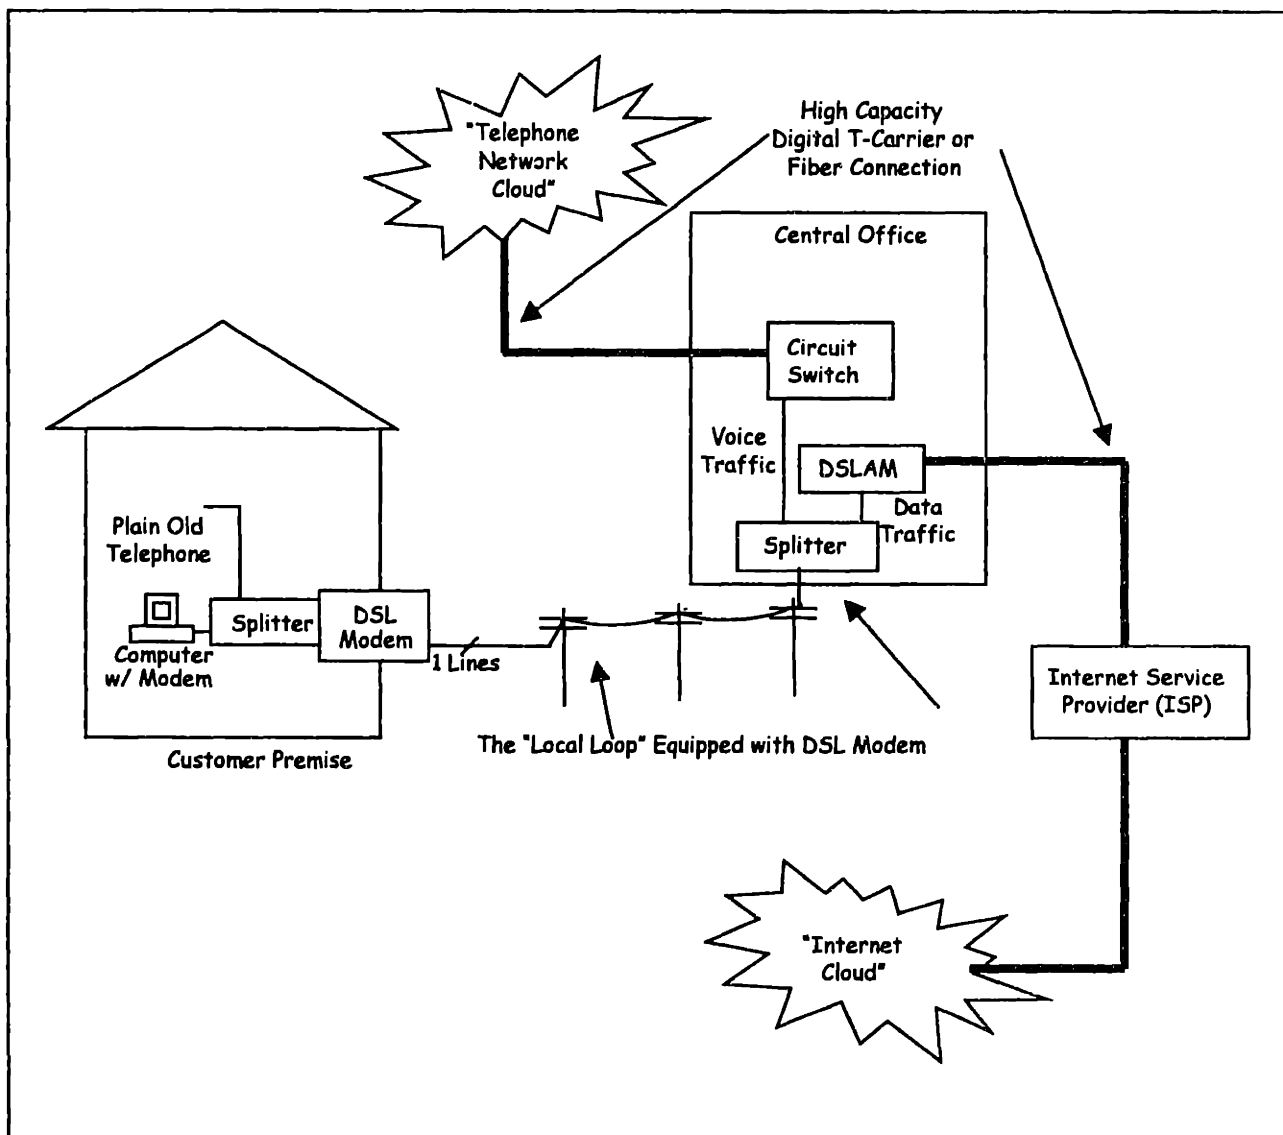 "Telephone
Network
Cloud"
High Capacity
Digital T-Carrier or
Fiber Connection
Central Office
Circuit
Switch
Voice
Traffic
DSLAM
Data
Traffic
Splitter
Plain Old
Telephone
Splitter
DSL
Modem
Computer
w/ Modem
1 Lines
Customer Premise
The "Local Loop" Equipped with DSL Modem
Internet Service
Provider (ISP)
"Internet
Cloud"